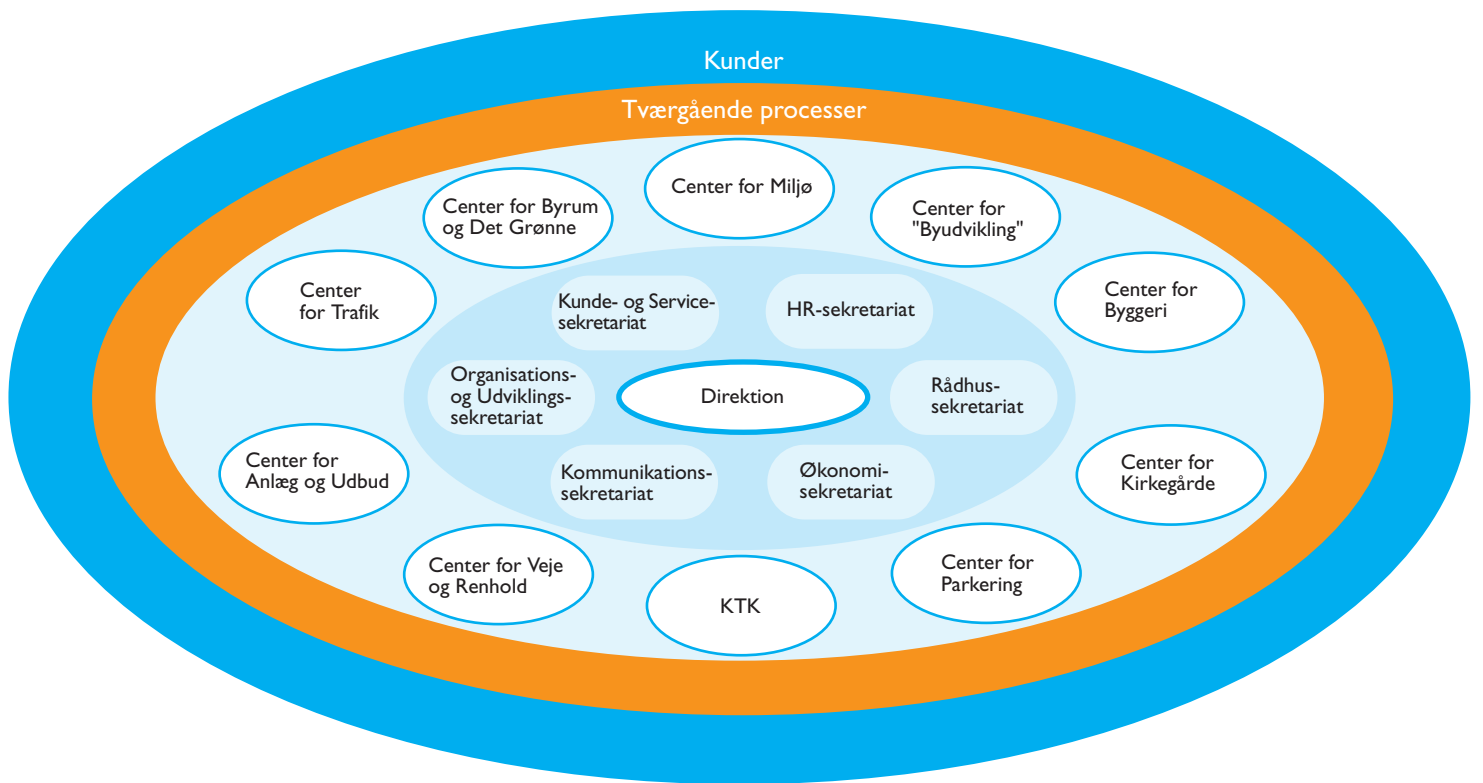 Kunder
Tværgående processer
Center for Miljø
Center for Byrum
og Det Grønne
Center for
"Byudvikling"
Center
for Trafik
Center for
Byggeri
Kunde- og Service-
sekretariat
HR-sekretariat
Organisations-
og Udviklings-
sekretariat
Direktion
Rådhus-
sekretariat
Kommunikations-
sekretariat
Økonomi-
sekretariat
Center for
Anlæg og Udbud
Center for
Kirkegårde
Center for Veje
og Renhold
KTK
Center for
Parkering